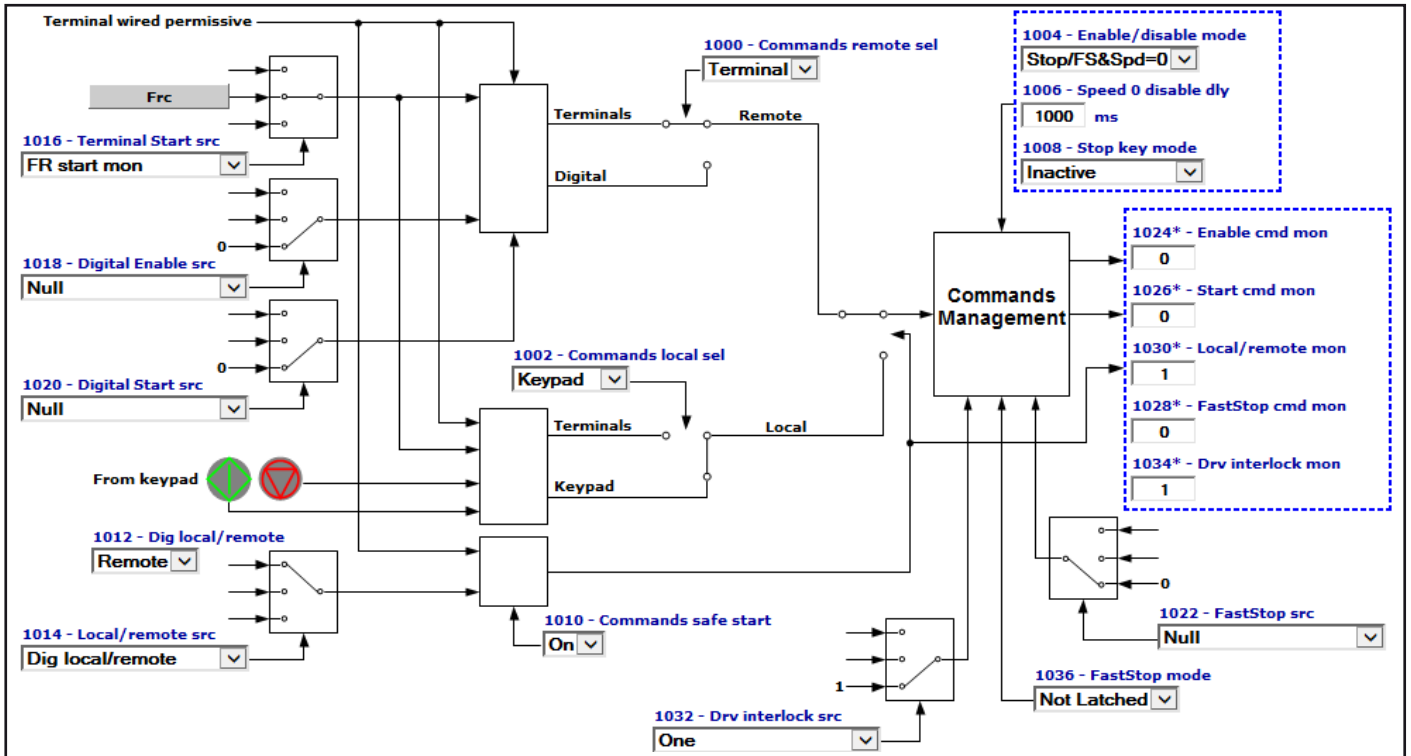 Terminal wired permissive
Frc
1016 - Terminal Start src
FR start mon
0
1018 - Digital Enable src
Null
0
1020 - Digital Start src
Null
From keypad
1012 - Dig local/remote
Remote
1014 - Local/remote src
Dig local/remote
1000 - Commands remote sel
Terminal
Terminals
Remote
Digital
1002 - Commands local sel
Keypad
Terminals
Local
Keypad
1010 - Commands safe start
On
1004 - Enable/disable mode
Stop/FS&Spd=0
1006 - Speed 0 disable dly
1000 ms
1008 - Stop key mode
Inactive
Commands
Management
1024* - Enable cmd mon
0
1026* - Start cmd mon
0
1030* - Local/remote mon
1
1028* - FastStop cmd mon
0
1034* - Drv interlock mon
1
0
1022 - FastStop src
Null
1036 - FastStop mode
Not Latched
1
1032 - Drv interlock src
One